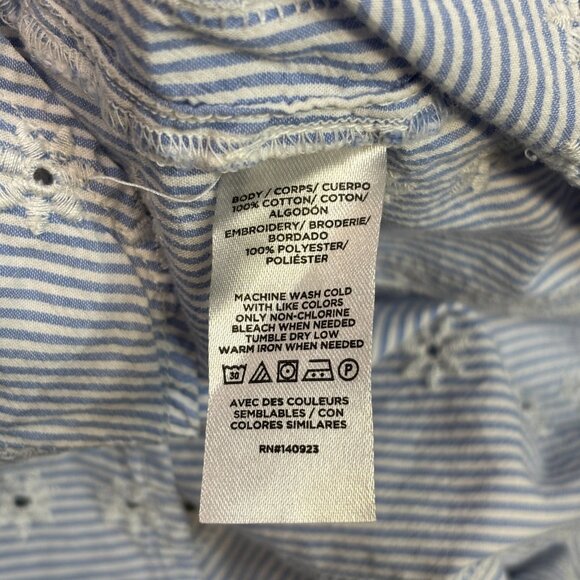 BODY / CORPS/ CUERPO
100% COTTON/ COTON/
ALGODÓN
EMBROIDERY/ BRODERIE/
BORDADO
100% POLYESTER/
POLIÉSTER
MACHINE WASH COLD
WITH LIKE COLORS
ONLY NON-CHLORINE
BLEACH WHEN NEEDED
TUMBLE DRY LOW
WARM IRON WHEN NEEDED
30 P
AVEC DES COULEURS
SEMBLABLES / CON
COLORES SIMILARES
RN#140923